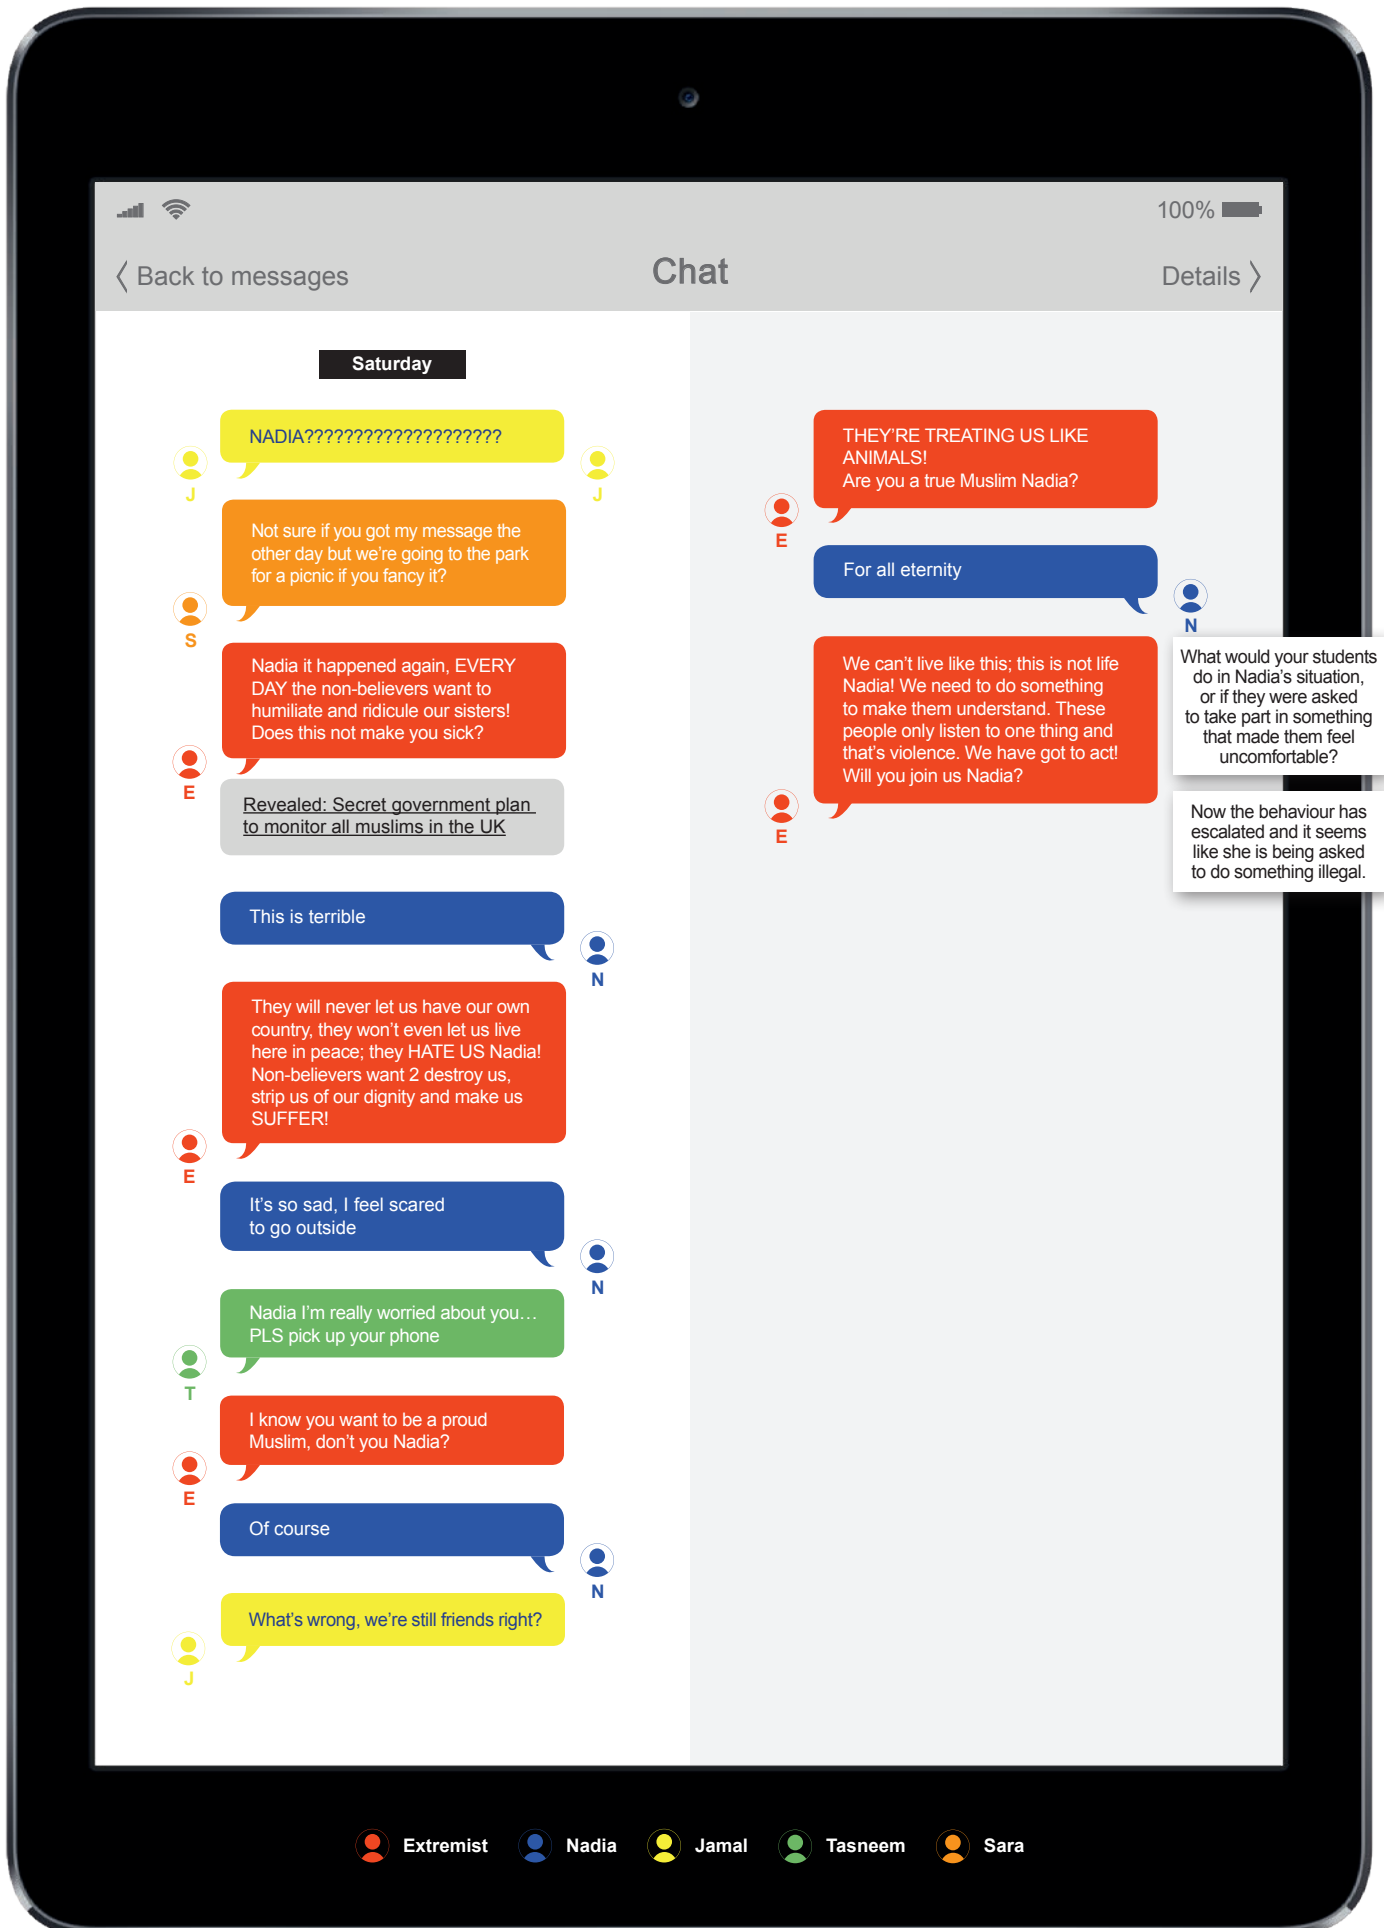 100%
Back to messages
Chat
Details
Saturday
NADIA????????????????????
J
J
Not sure if you got my message the
other day but we're going to the park
for a picnic if you fancy it?
S
Nadia it happened again, EVERY
DAY the non-believers want to
humiliate and ridicule our sisters!
Does this not make you sick?
E
Revealed: Secret government plan
to monitor all muslims in the UK
This is terrible
N
They will never let us have our own
country, they won't even let us live
here in peace; they HATE US Nadia!
Non-believers want 2 destroy us,
strip us of our dignity and make us
SUFFER!
E
It's so sad, I feel scared
to go outside
N
Nadia I'm really worried about you…
PLS pick up your phone
T
I know you want to be a proud
Muslim, don't you Nadia?
E
Of course
N
What's wrong, we're still friends right?
J
THEY'RE TREATING US LIKE
ANIMALS!
Are you a true Muslim Nadia?
E
For all eternity
N
We can't live like this; this is not life
Nadia! We need to do something
to make them understand. These
people only listen to one thing and
that's violence. We have got to act!
Will you join us Nadia?
E
What would your students
do in Nadia's situation,
or if they were asked
to take part in something
that made them feel
uncomfortable?
Now the behaviour has
escalated and it seems
like she is being asked
to do something illegal.
Extremist
Nadia
Jamal
Tasneem
Sara